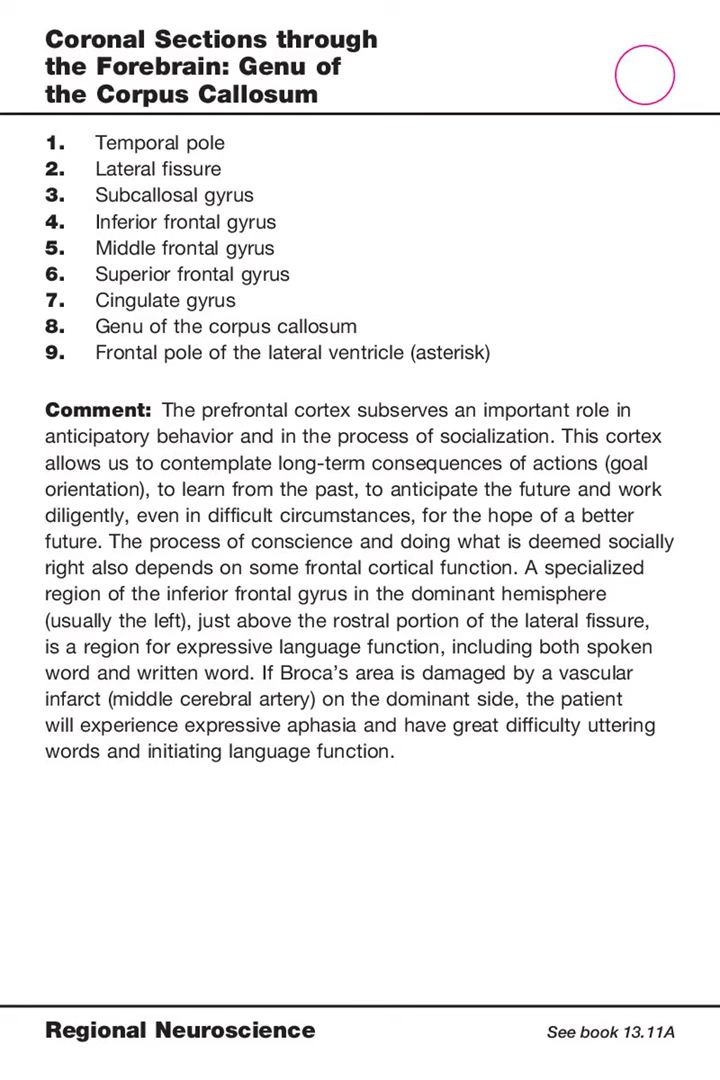 Coronal Sections through
the Forebrain: Genu of
the Corpus Callosum
1. Temporal pole
2. Lateral fissure
3. Subcallosal gyrus
4. Inferior frontal gyrus
5. Middle frontal gyrus
6. Superior frontal gyrus
7. Cingulate gyrus
8. Genu of the corpus callosum
9. Frontal pole of the lateral ventricle (asterisk)
Comment: The prefrontal cortex subserves an important role in
anticipatory behavior and in the process of socialization. This cortex
allows us to contemplate long-term consequences of actions (goal
orientation), to learn from the past, to anticipate the future and work
diligently, even in difficult circumstances, for the hope of a better
future. The process of conscience and doing what is deemed socially
right also depends on some frontal cortical function. A specialized
region of the inferior frontal gyrus in the dominant hemisphere
(usually the left), just above the rostral portion of the lateral fissure,
is a region for expressive language function, including both spoken
word and written word. If Broca's area is damaged by a vascular
infarct (middle cerebral artery) on the dominant side, the patient
will experience expressive aphasia and have great difficulty uttering
words and initiating language function.
Regional Neuroscience
See book 13.11A